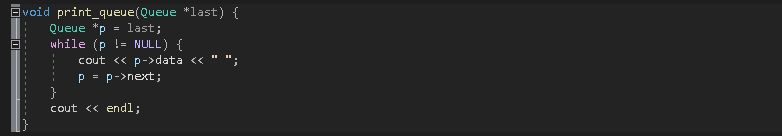 void print_queue(Queue *last) {
    Queue *p = last;
    while (p != NULL) {
        cout << p->data << " ";
        p = p->next;
    }
    cout << endl;
}